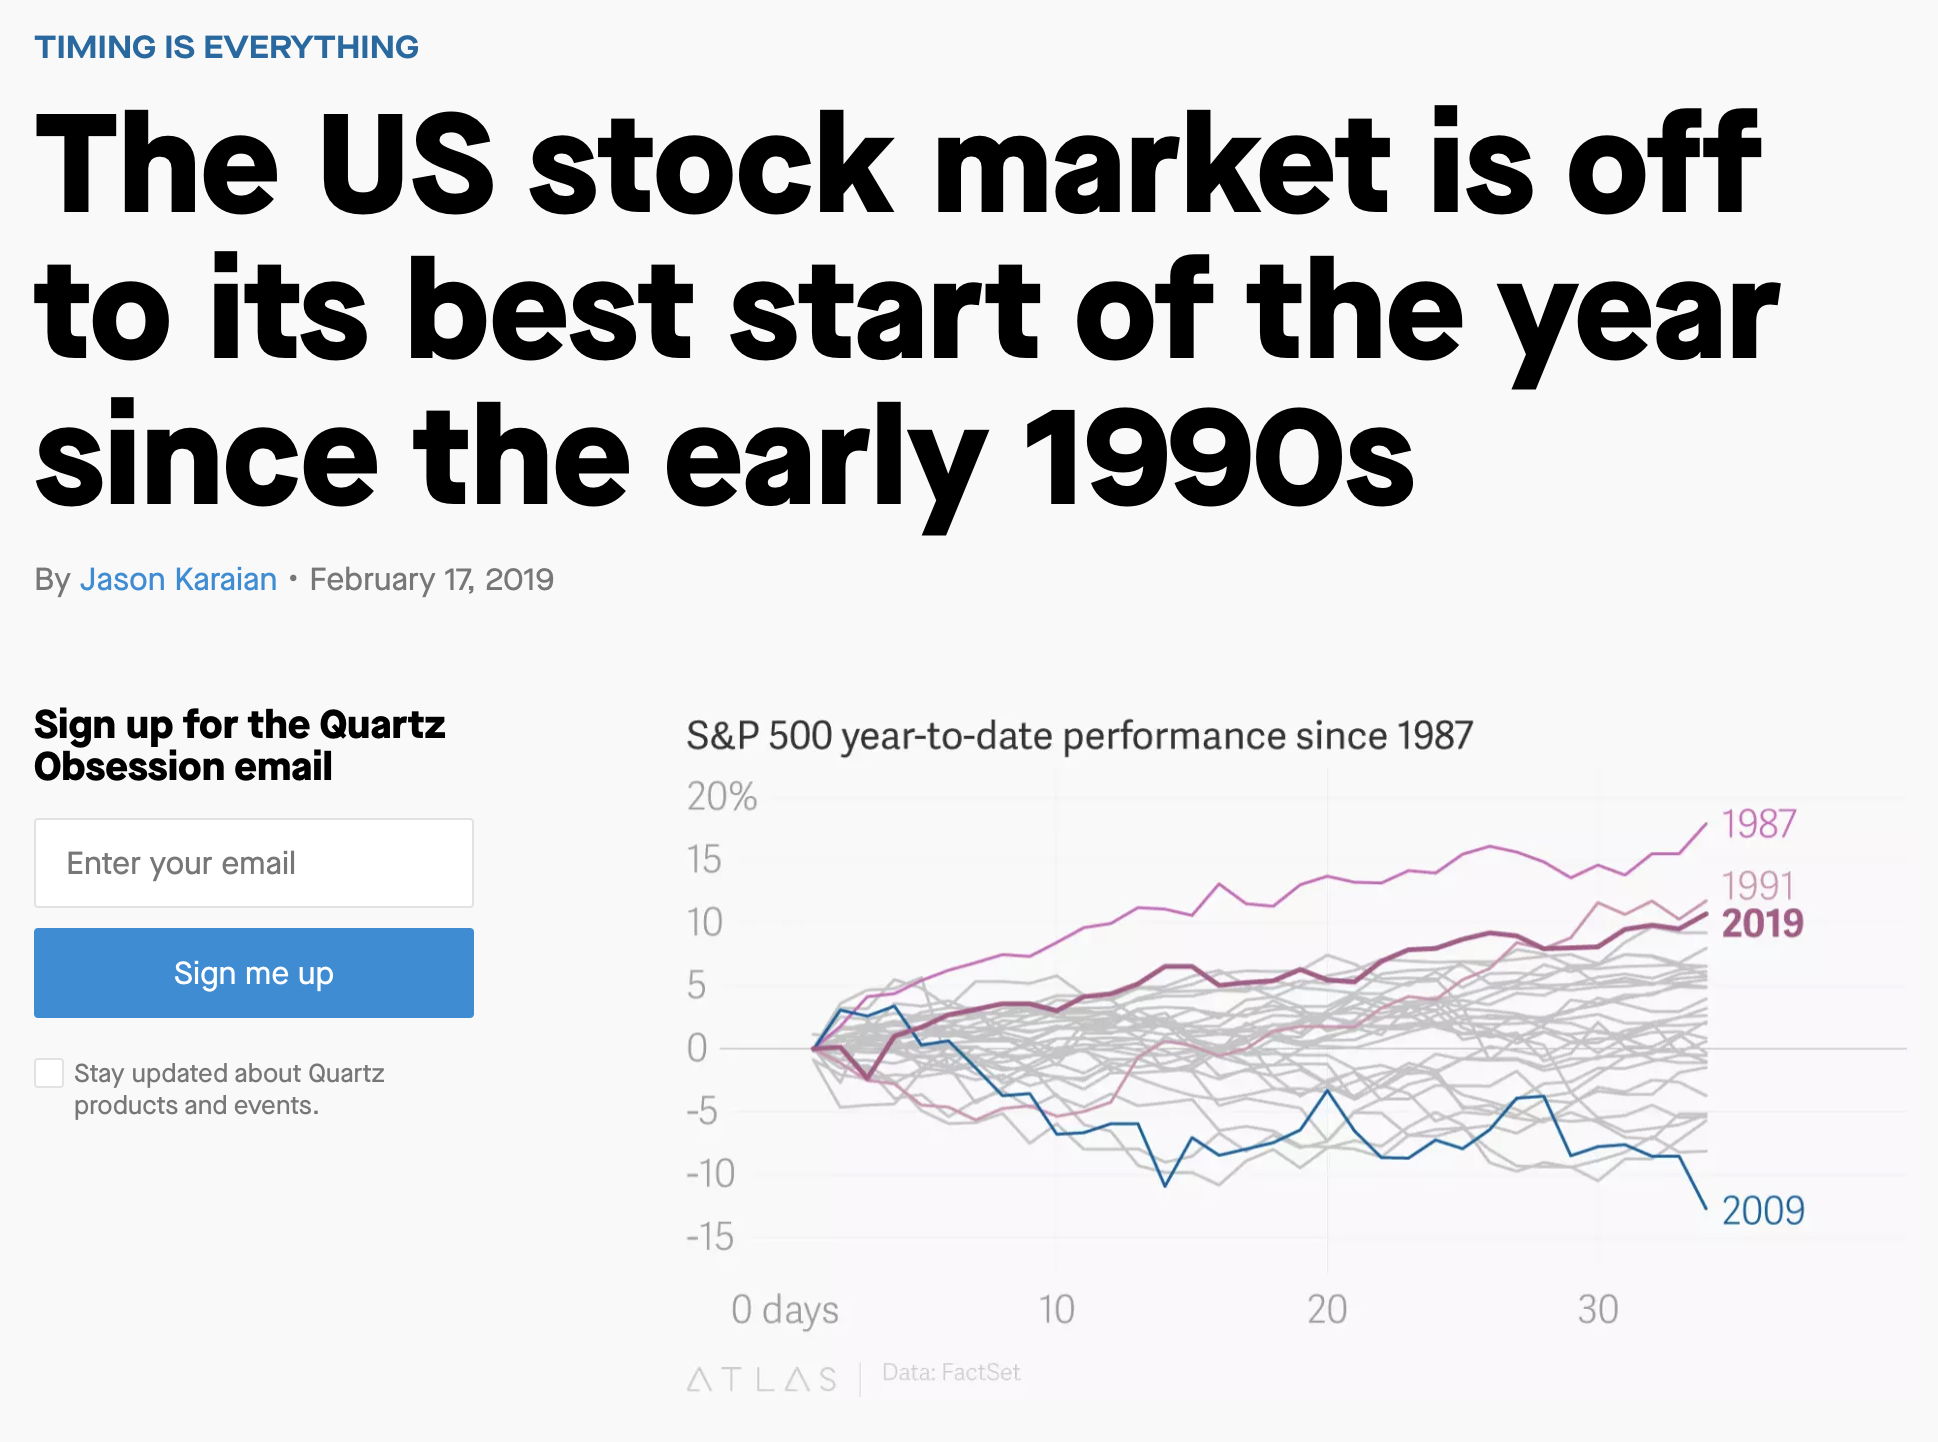 TIMING IS EVERYTHING
The US stock market is off
to its best start of the year
since the early 1990s
By Jason Karaian • February 17, 2019
Sign up for the Quartz
Obsession email
Enter your email
Sign me up
Stay updated about Quartz
products and events.
S&P 500 year-to-date performance since 1987
20%
15
10
5
0
-5
-10
-15
1987
1991
2019
2009
0 days
10
20
30
ATLAS
Data: FactSet